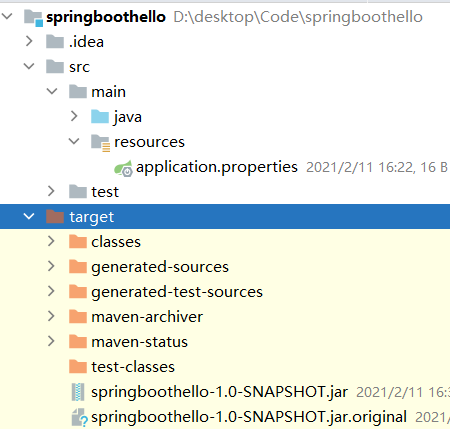 springboothello D:\desktop\Code\springboothello
.idea
src
main
java
resources
application.properties 2021/2/11 16:22, 16 B
test
target
classes
generated-sources
generated-test-sources
maven-archiver
maven-status
test-classes
springboothello-1.0-SNAPSHOT.jar 2021/2/11 16:
springboothello-1.0-SNAPSHOT.jar.original 2021/